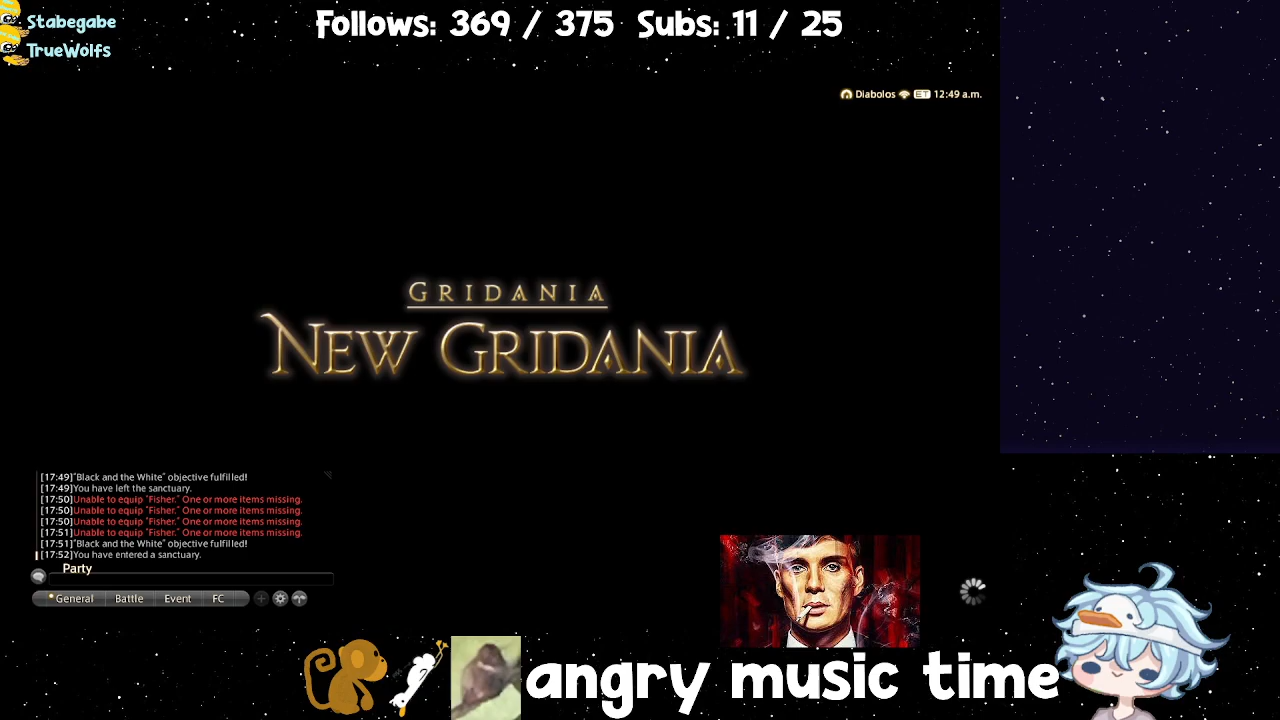 Stabegabe
TrueWolfs
Follows: 369 / 375 Subs: 11 / 25
Diabolos ET 12:49 a.m.
GRIDANIA
NEW GRIDANIA
[17:49]"Black and the White" objective fulfilled!
[17:49]You have left the sanctuary.
[17:50]Unable to equip "Fisher." One or more items missing.
[17:50]Unable to equip "Fisher." One or more items missing.
[17:50]Unable to equip "Fisher." One or more items missing.
[17:51]Unable to equip "Fisher." One or more items missing.
[17:51]"Black and the White" objective fulfilled!
[17:52]You have entered a sanctuary.
Party
General Battle Event FC
angry music time